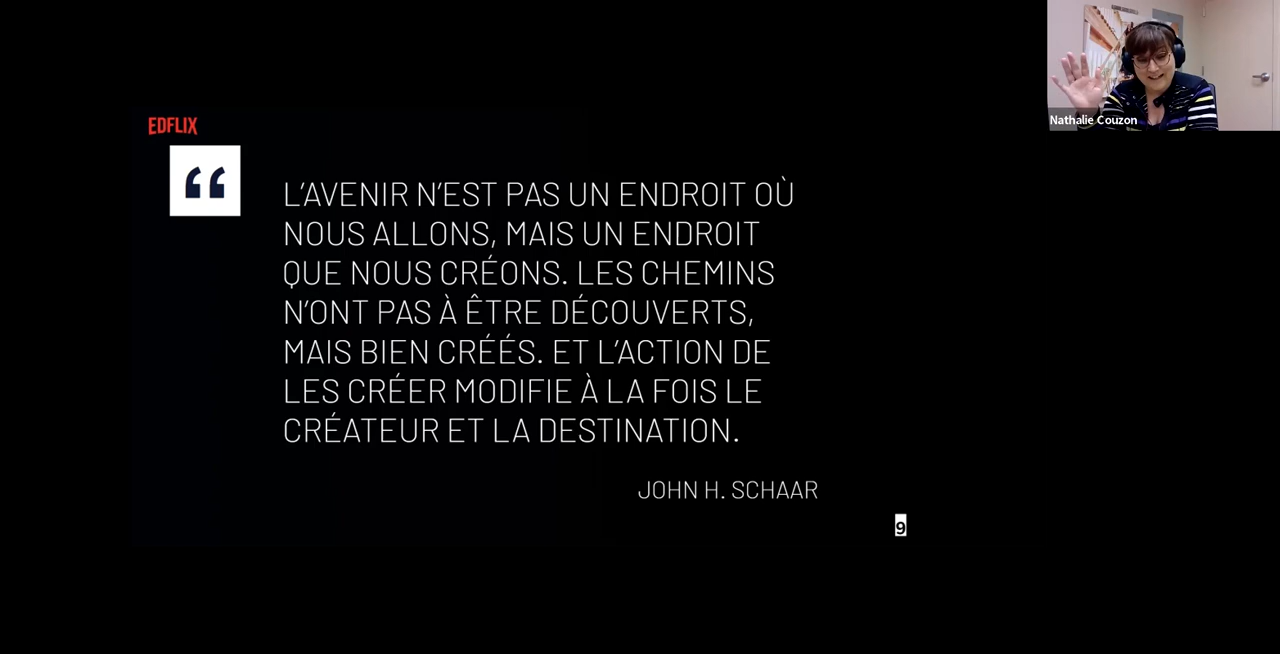 EDFLIX
“
L’AVENIR N’EST PAS UN ENDROIT OÙ
NOUS ALLONS, MAIS UN ENDROIT
QUE NOUS CRÉONS. LES CHEMINS
N’ONT PAS À ÊTRE DÉCOUVERTS,
MAIS BIEN CRÉÉS. ET L’ACTION DE
LES CRÉER MODIFIE À LA FOIS LE
CRÉATEUR ET LA DESTINATION.
JOHN H. SCHAAR
9
Nathalie Couzon